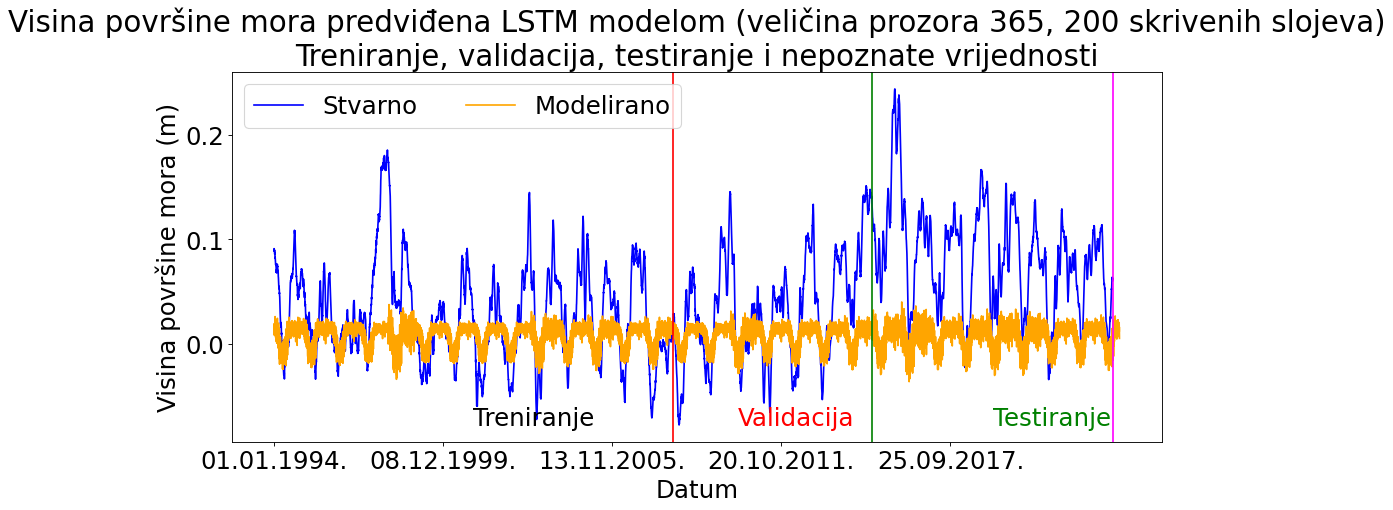 Visina površine mora predviđena LSTM modelom (veličina prozora 365, 200 skrivenih slojeva)
Treniranje, validacija, testiranje i nepoznate vrijednosti
Stvarno Modelirano
Visina površine mora (m)
0.2
0.1
0.0
Treniranje Validacija Testiranje
01.01.1994. 08.12.1999. 13.11.2005. 20.10.2011. 25.09.2017.
Datum